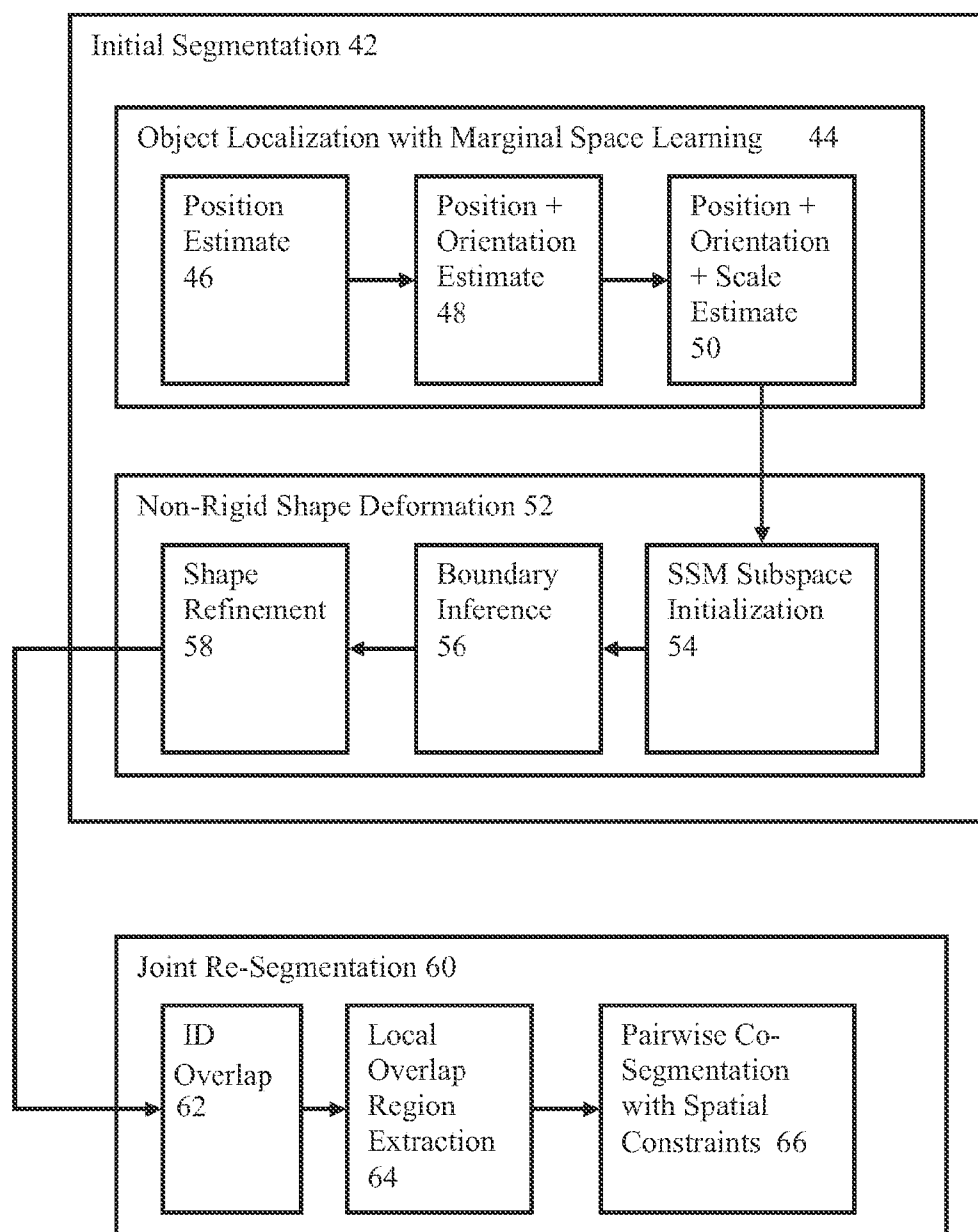 Initial Segmentation 42
Object Localization with Marginal Space Learning 44
Position
Estimate
46
Position +
Orientation
Estimate
48
Position +
Orientation
+ Scale
Estimate
50
Non-Rigid Shape Deformation 52
Shape
Refinement
58
Boundary
Inference
56
SSM Subspace
Initialization
54
Joint Re-Segmentation 60
ID
Overlap
62
Local
Overlap
Region
Extraction
64
Pairwise Co-
Segmentation
with Spatial
Constraints 66